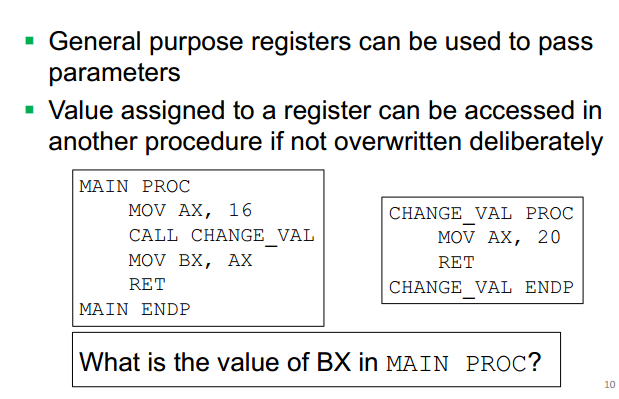 General purpose registers can be used to pass
parameters
Value assigned to a register can be accessed in
another procedure if not overwritten deliberately
MAIN PROC
MOV AX, 16
CALL CHANGE_VAL
MOV BX, AX
RET
MAIN ENDP
CHANGE_VAL PROC
MOV AX, 20
RET
CHANGE_VAL ENDP
What is the value of BX in MAIN PROC?
10